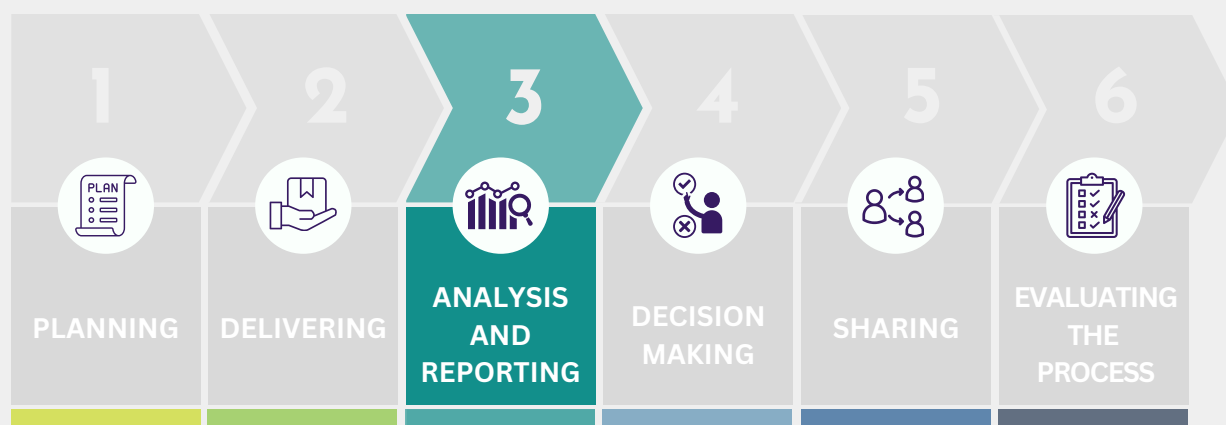 1
2
3
4
5
6
PLAN
PLANNING
DELIVERING
ANALYSIS
AND
REPORTING
DECISION
MAKING
SHARING
EVALUATING
THE
PROCESS